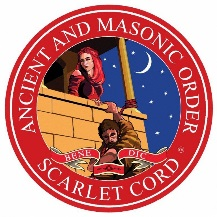 ANCIENT AND MASONIC ORDER
SCARLET CORD ®
BENE DIC